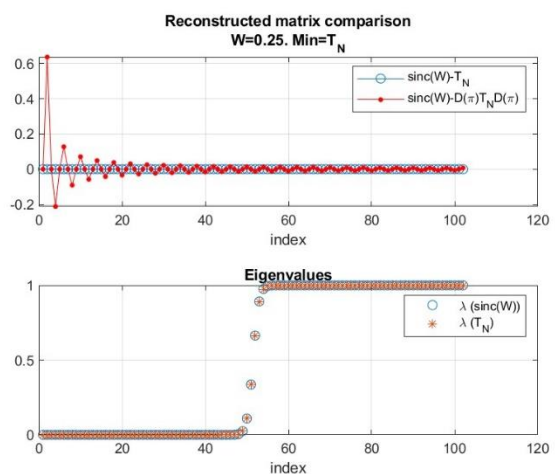 Reconstructed matrix comparison
W=0.25. Min=T_N
0.6
0.4
0.2
0
-0.2
sinc(W)-T_N
sinc(W)-D(π)T_ND(π)
0 20 40 60 80 100 120
index
Eigenvalues
1
0.5
0
λ (sinc(W))
λ (T_N)
0 20 40 60 80 100 120
index